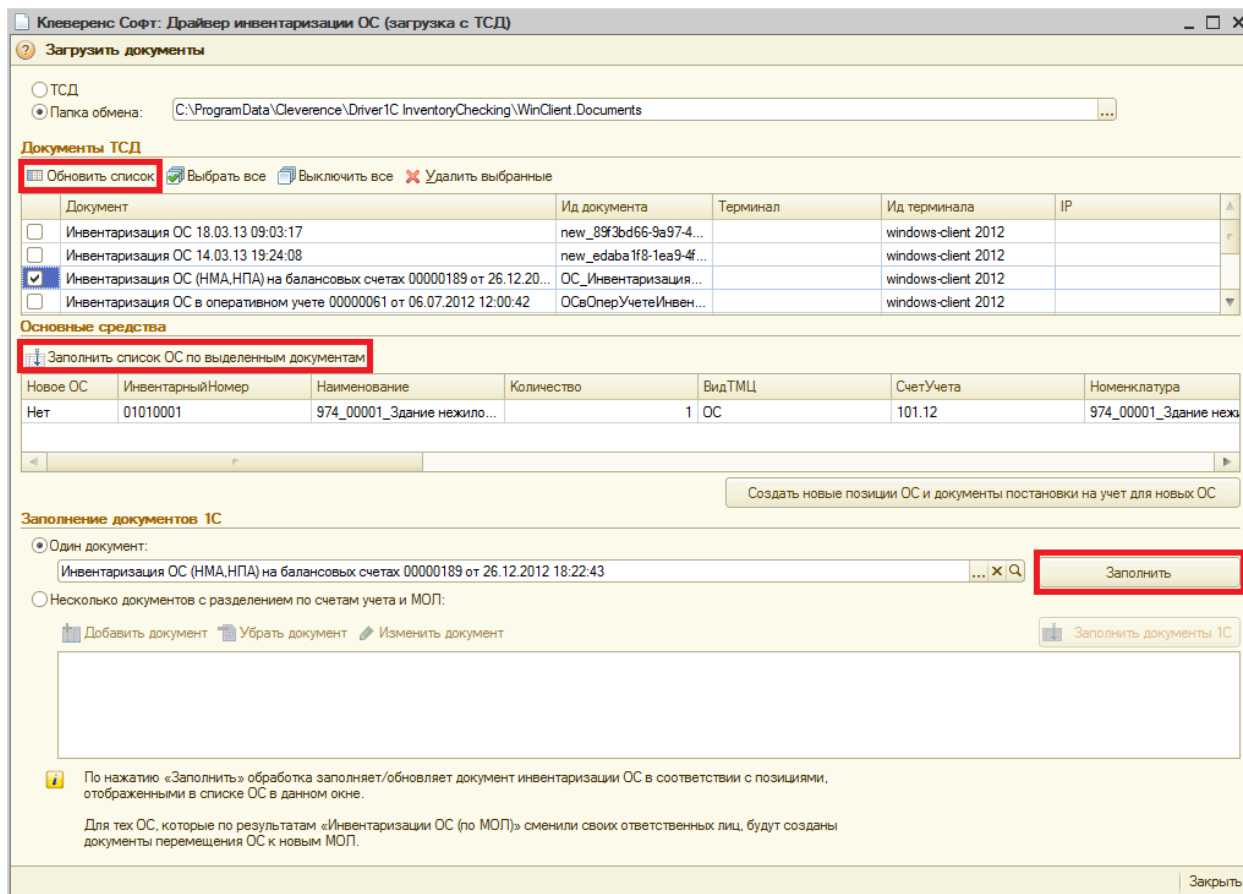 Клеверенс Софт: Драйвер инвентаризации ОС (загрузка с ТСД)
Загрузить документы
ТСД
Папка обмена: C:\ProgramData\Cleverence\Driver1C InventoryChecking\WinClient.Documents ...
Документы ТСД
Обновить список Выбрать все Выключить все Удалить выбранные
Документ Ид документа Терминал Ид терминала IP
Инвентаризация ОС 18.03.13 09:03:17 new_89f3bd66-9a97-4... windows-client 2012
Инвентаризация ОС 14.03.13 19:24:08 new_edaba1f8-1ea9-4f... windows-client 2012
Инвентаризация ОС (НМА,НПА) на балансовых счетах 00000189 от 26.12.20... ОС_Инвентаризация... windows-client 2012
Инвентаризация ОС в оперативном учете 00000061 от 06.07.2012 12:00:42 ОСвОперУчетеИнвен... windows-client 2012
Основные средства
Заполнить список ОС по выделенным документам
Новое ОС ИнвентарныйНомер Наименование Количество ВидТМЦ СчетУчета Номенклатура
Нет 01010001 974_00001_Здание нежило... 1 ОС 101.12 974_00001_Здание нежи
Создать новые позиции ОС и документы постановки на учет для новых ОС
Заполнение документов 1С
Один документ:
Инвентаризация ОС (НМА,НПА) на балансовых счетах 00000189 от 26.12.2012 18:22:43 ... Заполнить
Несколько документов с разделением по счетам учета и МОЛ:
Добавить документ Убрать документ Изменить документ Заполнить документы 1С
По нажатию «Заполнить» обработка заполняет/обновляет документ инвентаризации ОС в соответствии с позициями,
отображенными в списке ОС в данном окне.
Для тех ОС, которые по результатам «Инвентаризации ОС (по МОЛ)» сменили своих ответственных лиц, будут созданы
документы перемещения ОС к новым МОЛ.
Закрыть